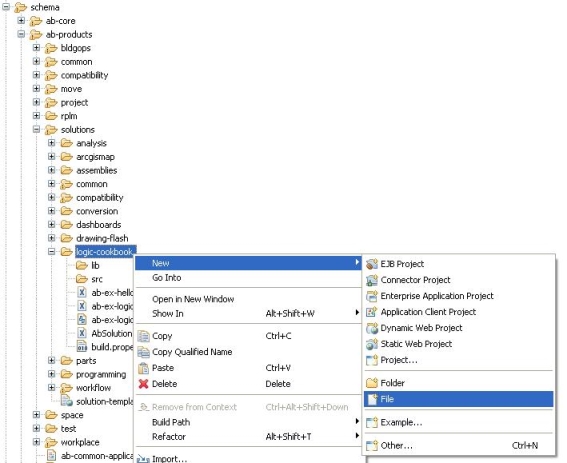 schema
ab-core
ab-products
bldgops
common
compatibility
move
project
rplm
solutions
analysis
arcgismap
assemblies
common
compatibility
conversion
dashboards
drawing-flash
logic-cookbook
lib
src
ab-ex-hello
ab-ex-logic
ab-ex-logic
AbSolution
build.prope
parts
programming
workflow
solution-templa
space
test
workplace
ab-common-applica
New
Go Into
Open in New Window
Show In Alt+Shift+W
Copy Ctrl+C
Copy Qualified Name
Paste Ctrl+V
Delete Delete
Remove from Context Ctrl+Alt+Shift+Down
Build Path
Refactor Alt+Shift+T
Import...
EJB Project
Connector Project
Enterprise Application Project
Application Client Project
Dynamic Web Project
Static Web Project
Project...
Folder
File
Example...
Other... Ctrl+N